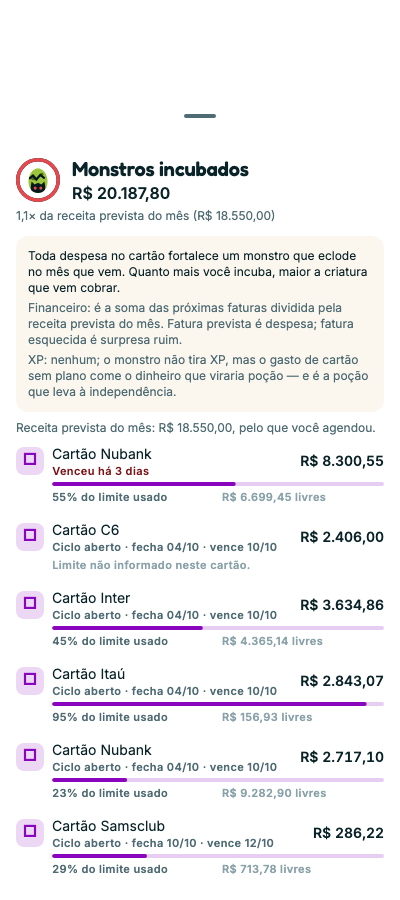 Monstros incubados
R$ 20.187,80
1,1× da receita prevista do mês (R$ 18.550,00)
Toda despesa no cartão fortalece um monstro que eclode
no mês que vem. Quanto mais você incuba, maior a criatura
que vem cobrar.
Financeiro: é a soma das próximas faturas dividida pela
receita prevista do mês. Fatura prevista é despesa; fatura
esquecida é surpresa ruim.
XP: nenhum; o monstro não tira XP, mas o gasto de cartão
sem plano come o dinheiro que viraria poção — e é a poção
que leva à independência.
Receita prevista do mês: R$ 18.550,00, pelo que você agendou.
Cartão Nubank
R$ 8.300,55
Venceu há 3 dias
55% do limite usado
R$ 6.699,45 livres
Cartão C6
R$ 2.406,00
Ciclo aberto · fecha 04/10 · vence 10/10
Limite não informado neste cartão.
Cartão Inter
R$ 3.634,86
Ciclo aberto · fecha 04/10 · vence 10/10
45% do limite usado
R$ 4.365,14 livres
Cartão Itaú
R$ 2.843,07
Ciclo aberto · fecha 04/10 · vence 10/10
95% do limite usado
R$ 156,93 livres
Cartão Nubank
R$ 2.717,10
Ciclo aberto · fecha 04/10 · vence 10/10
23% do limite usado
R$ 9.282,90 livres
Cartão Samsclub
R$ 286,22
Ciclo aberto · fecha 10/10 · vence 12/10
29% do limite usado
R$ 713,78 livres